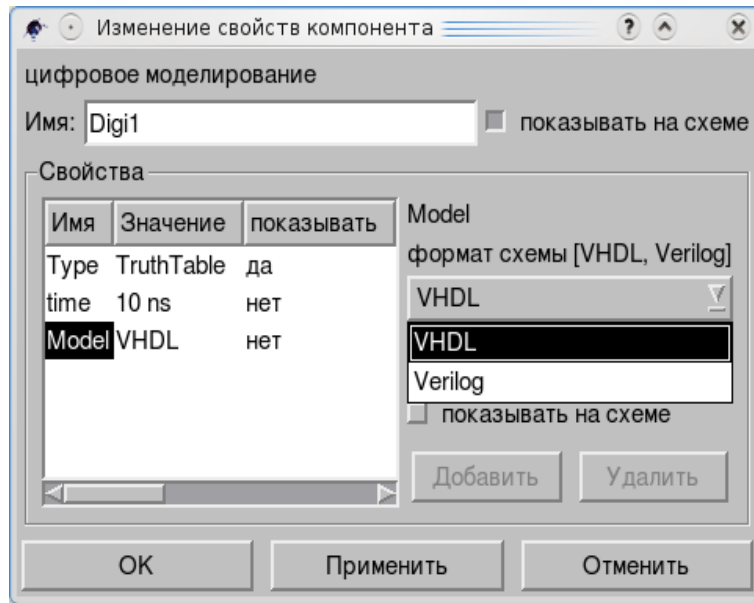 Изменение свойств компонента
цифровое моделирование
Имя: Digi1 показывать на схеме
Свойства
Имя Значение показывать
Type TruthTable да
time 10 ns нет
Model VHDL нет
Model
формат схемы [VHDL, Verilog]
VHDL
VHDL
Verilog
показывать на схеме
Добавить Удалить
OK Применить Отменить